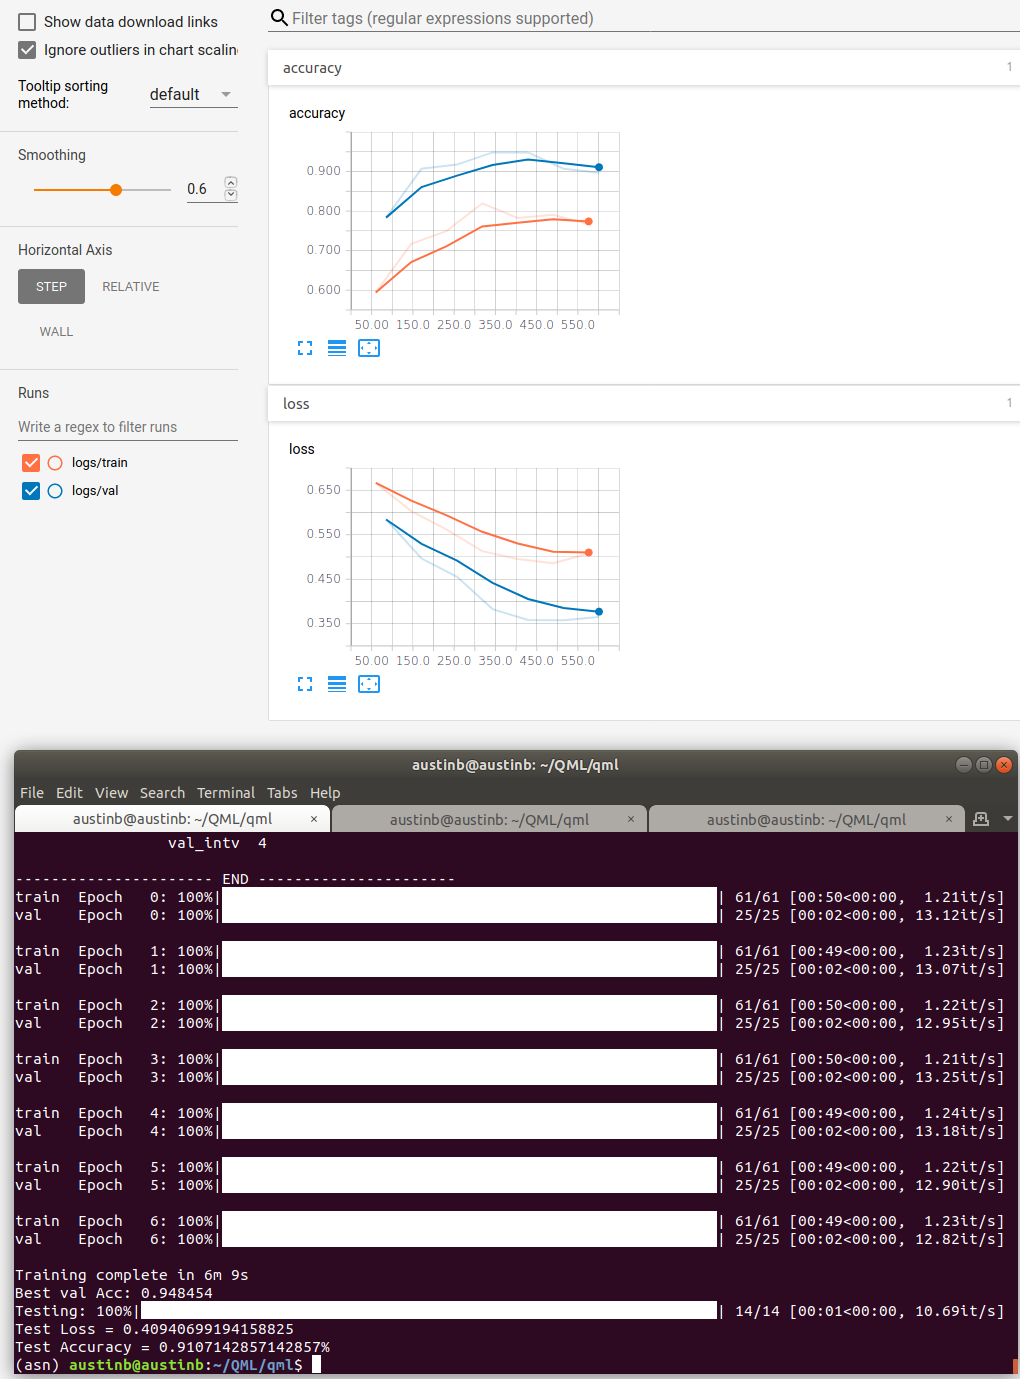 Show data download links
Ignore outliers in chart scalin
Tooltip sorting method:
default
Smoothing
0.6
Horizontal Axis
STEP RELATIVE
WALL
Runs
Write a regex to filter runs
logs/train
logs/val
Filter tags (regular expressions supported)
accuracy 1
accuracy
0.900
0.800
0.700
0.600
50.00 150.0 250.0 350.0 450.0 550.0
loss 1
loss
0.650
0.550
0.450
0.350
50.00 150.0 250.0 350.0 450.0 550.0
austinb@austinb: ~/QML/qml
File Edit View Search Terminal Tabs Help
austinb@austinb: ~/QML/qml × austinb@austinb: ~/QML/qml × austinb@austinb: ~/QML/qml ×
val_intv 4
---------------------- END ----------------------
train Epoch 0: 100%| | 61/61 [00:50<00:00, 1.21it/s]
val Epoch 0: 100%| | 25/25 [00:02<00:00, 13.12it/s]
train Epoch 1: 100%| | 61/61 [00:49<00:00, 1.23it/s]
val Epoch 1: 100%| | 25/25 [00:02<00:00, 13.07it/s]
train Epoch 2: 100%| | 61/61 [00:50<00:00, 1.22it/s]
val Epoch 2: 100%| | 25/25 [00:02<00:00, 12.95it/s]
train Epoch 3: 100%| | 61/61 [00:50<00:00, 1.21it/s]
val Epoch 3: 100%| | 25/25 [00:02<00:00, 13.25it/s]
train Epoch 4: 100%| | 61/61 [00:49<00:00, 1.24it/s]
val Epoch 4: 100%| | 25/25 [00:02<00:00, 13.18it/s]
train Epoch 5: 100%| | 61/61 [00:49<00:00, 1.22it/s]
val Epoch 5: 100%| | 25/25 [00:02<00:00, 12.90it/s]
train Epoch 6: 100%| | 61/61 [00:49<00:00, 1.23it/s]
val Epoch 6: 100%| | 25/25 [00:02<00:00, 12.82it/s]
Training complete in 6m 9s
Best val Acc: 0.948454
Testing: 100%| | 14/14 [00:01<00:00, 10.69it/s]
Test Loss = 0.40940699194158825
Test Accuracy = 0.9107142857142857%
(asn) austinb@austinb:~/QML/qml$